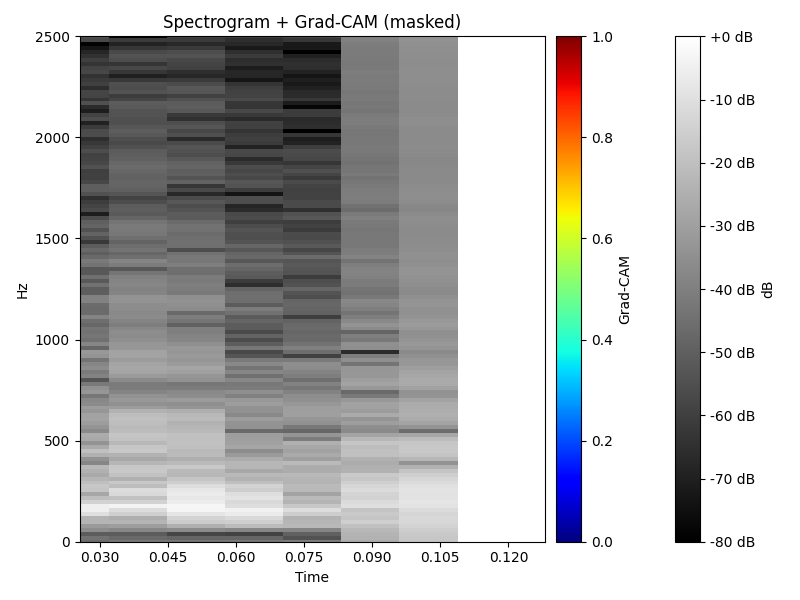 Spectrogram + Grad-CAM (masked)
2500
2000
1500
1000
500
0
Hz
0.030
0.045
0.060
0.075
0.090
0.105
0.120
Time
1.0
0.8
0.6
0.4
0.2
0.0
Grad-CAM
+0 dB
-10 dB
-20 dB
-30 dB
-40 dB
-50 dB
-60 dB
-70 dB
-80 dB
dB